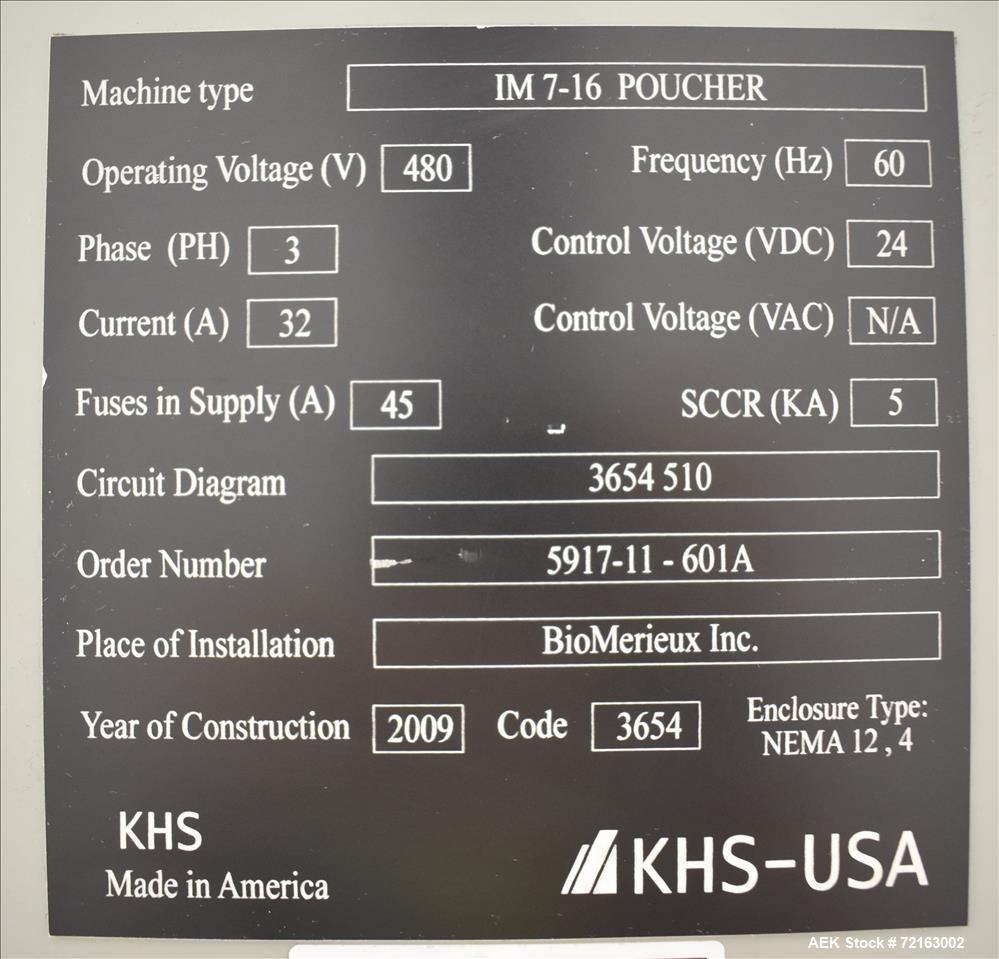 Machine type IM 7-16 POUCHER
Operating Voltage (V) 480 Frequency (Hz) 60
Phase (PH) 3 Control Voltage (VDC) 24
Current (A) 32 Control Voltage (VAC) N/A
Fuses in Supply (A) 45 SCCR (KA) 5
Circuit Diagram 3654 510
Order Number 5917-11 - 601A
Place of Installation BioMerieux Inc.
Year of Construction 2009 Code 3654 Enclosure Type:
NEMA 12 , 4
KHS
Made in America
KHS-USA
AEK Stock # 72163002